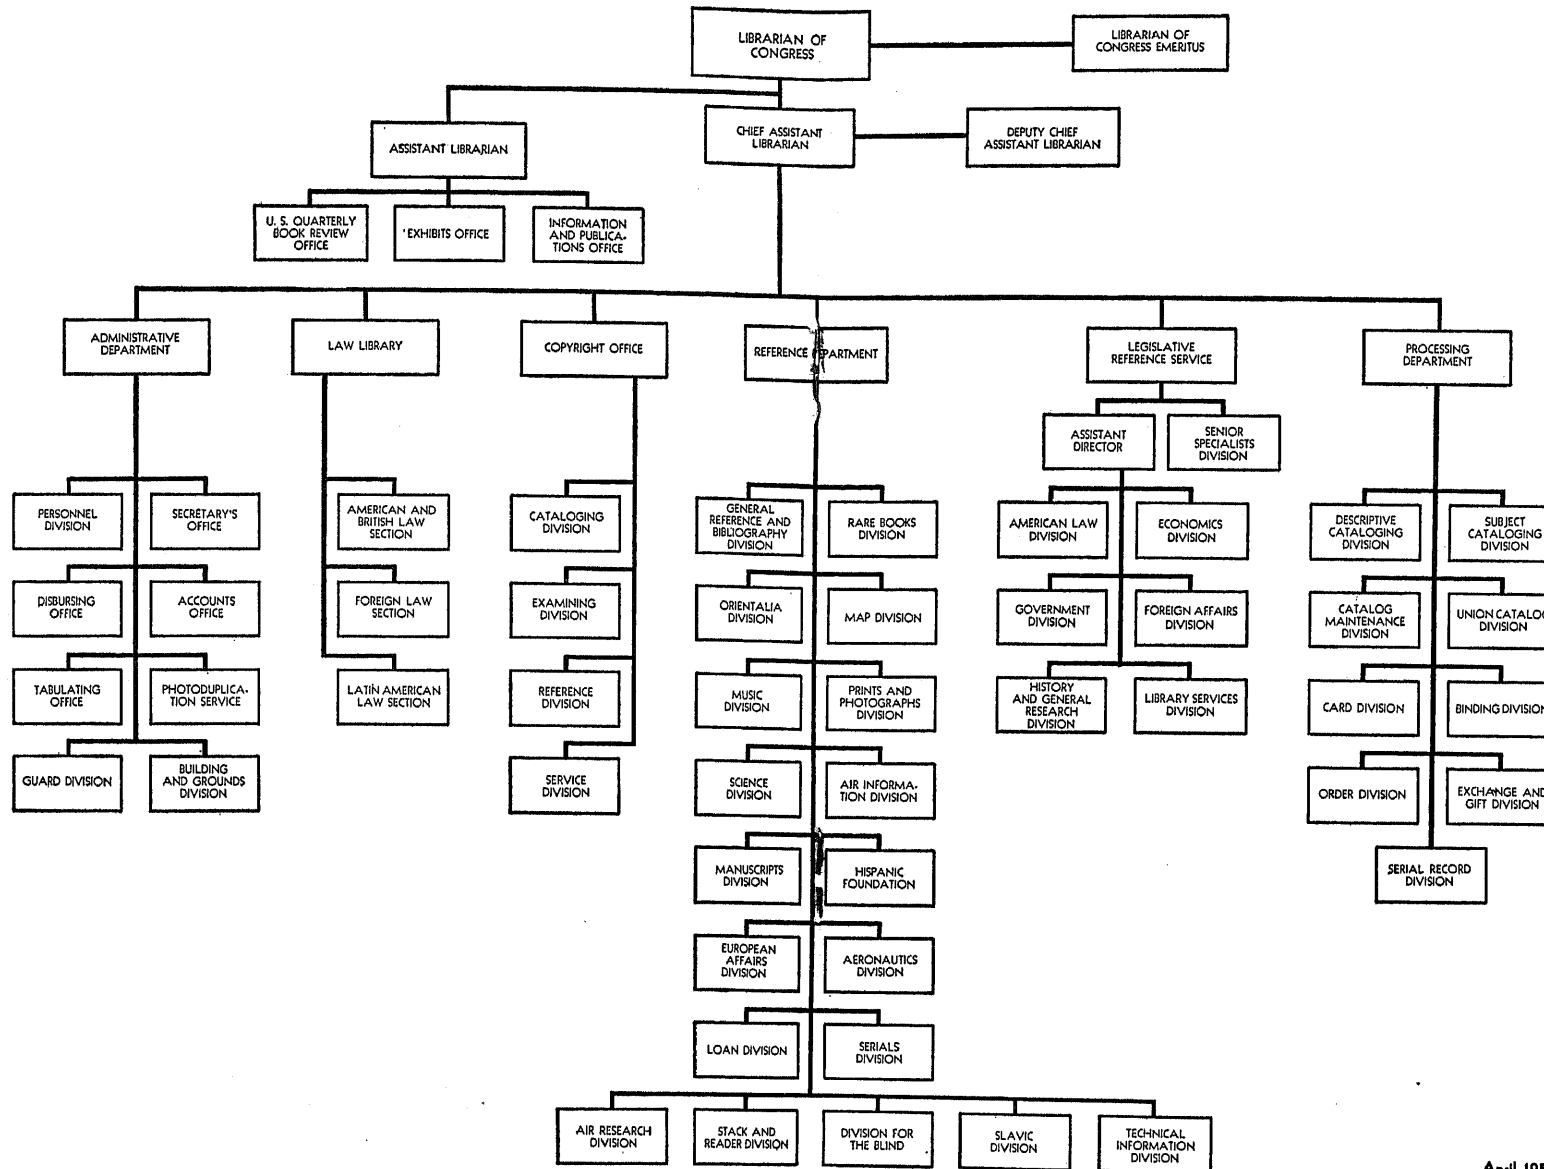 LIBRARIAN OF
CONGRESS
LIBRARIAN OF
CONGRESS EMERITUS
ASSISTANT LIBRARIAN
CHIEF ASSISTANT
LIBRARIAN
DEPUTY CHIEF
ASSISTANT LIBRARIAN
U. S. QUARTERLY
BOOK REVIEW
OFFICE
EXHIBITS OFFICE
INFORMATION
AND PUBLICA-
TIONS OFFICE
ADMINISTRATIVE
DEPARTMENT
LAW LIBRARY
COPYRIGHT OFFICE
REFERENCE PARTMENT
LEGISLATIVE
REFERENCE SERVICE
PROCESSING
DEPARTMENT
ASSISTANT
DIRECTOR
SENIOR
SPECIALISTS
DIVISION
PERSONNEL
DIVISION
SECRETARY'S
OFFICE
AMERICAN AND
BRITISH LAW
SECTION
CATALOGING
DIVISION
GENERAL
REFERENCE AND
BIBLIOGRAPHY
DIVISION
RARE BOOKS
DIVISION
AMERICAN LAW
DIVISION
ECONOMICS
DIVISION
DESCRIPTIVE
CATALOGING
DIVISION
SUBJECT
CATALOGING
DIVISION
DISBURSING
OFFICE
ACCOUNTS
OFFICE
FOREIGN LAW
SECTION
EXAMINING
DIVISION
ORIENTALIA
DIVISION
MAP DIVISION
GOVERNMENT
DIVISION
FOREIGN AFFAIRS
DIVISION
CATALOG
MAINTENANCE
DIVISION
UNION CATALO
DIVISION
TABULATING
OFFICE
PHOTODUPLICA-
TION SERVICE
LATIN AMERICAN
LAW SECTION
REFERENCE
DIVISION
MUSIC
DIVISION
PRINTS AND
PHOTOGRAPHS
DIVISION
HISTORY
AND GENERAL
RESEARCH
DIVISION
LIBRARY SERVICES
DIVISION
CARD DIVISION
BINDING DIVISION
GUARD DIVISION
BUILDING
AND GROUNDS
DIVISION
SERVICE
DIVISION
SCIENCE
DIVISION
AIR INFORMA-
TION DIVISION
ORDER DIVISION
EXCHANGE AND
GIFT DIVISION
MANUSCRIPTS
DIVISION
HISPANIC
FOUNDATION
SERIAL RECORD
DIVISION
EUROPEAN
AFFAIRS
DIVISION
AERONAUTICS
DIVISION
LOAN DIVISION
SERIALS
DIVISION
AIR RESEARCH
DIVISION
STACK AND
READER DIVISION
DIVISION FOR
THE BLIND
SLAVIC
DIVISION
TECHNICAL
INFORMATION
DIVISION
April